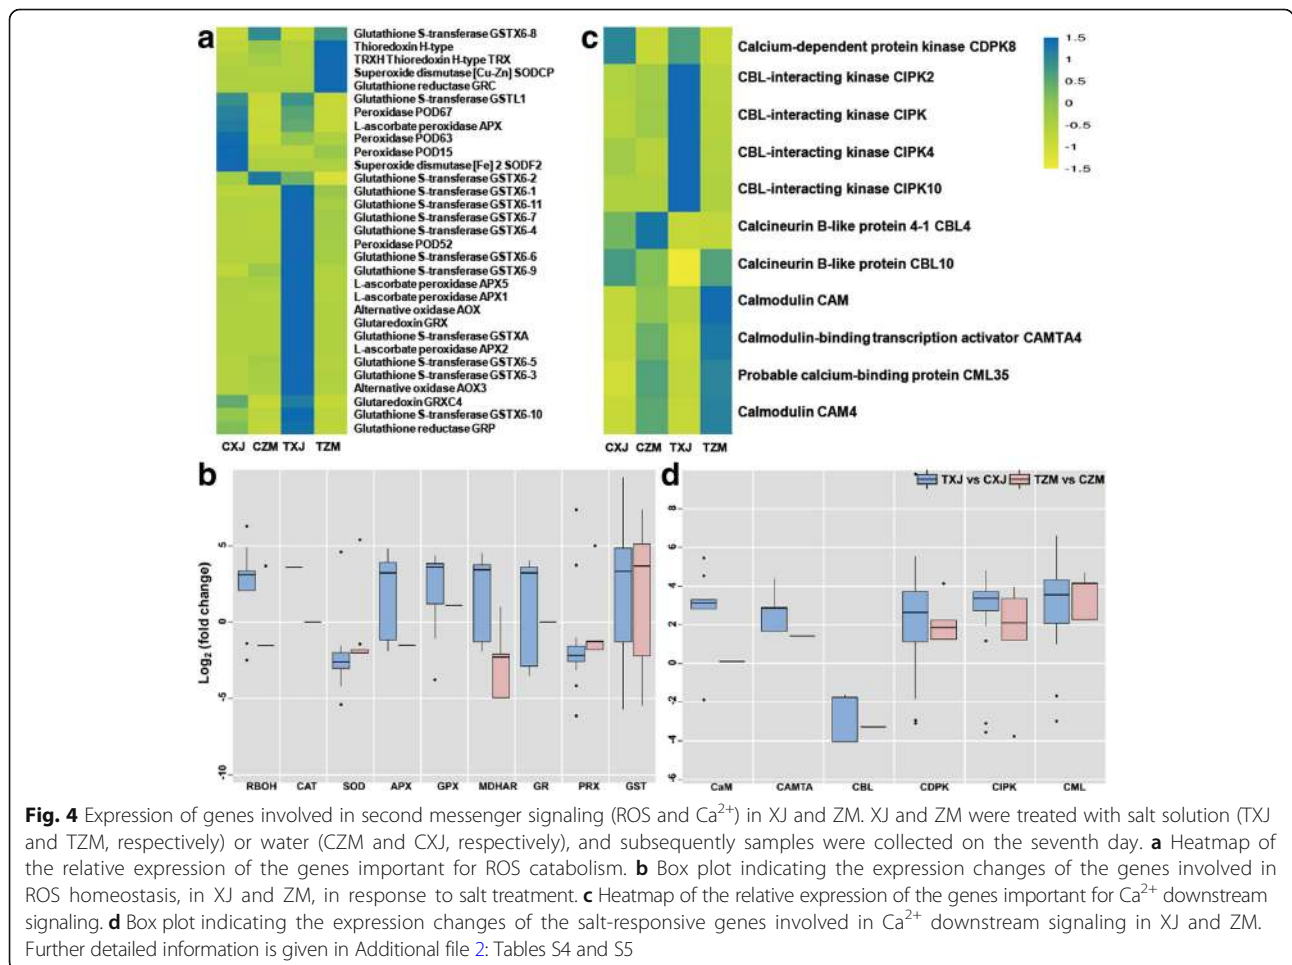 a
Glutathione S-transferase GSTX6-8
Thioredoxin H-type
TRXH Thioredoxin H-type TRX
Superoxide dismutase [Cu-Zn] SODCP
Glutathione reductase GRC
Glutathione S-transferase GSTL1
Peroxidase POD67
L-ascorbate peroxidase APX
Peroxidase POD63
Peroxidase POD15
Superoxide dismutase [Fe] 2 SODF2
Glutathione S-transferase GSTX6-2
Glutathione S-transferase GSTX6-1
Glutathione S-transferase GSTX6-11
Glutathione S-transferase GSTX6-7
Glutathione S-transferase GSTX6-4
Peroxidase POD52
Glutathione S-transferase GSTX6-6
Glutathione S-transferase GSTX6-9
L-ascorbate peroxidase APX5
L-ascorbate peroxidase APX1
Alternative oxidase AOX
Glutaredoxin GRX
Glutathione S-transferase GSTXA
L-ascorbate peroxidase APX2
Glutathione S-transferase GSTX6-5
Glutathione S-transferase GSTX6-3
Alternative oxidase AOX3
Glutaredoxin GRXC4
Glutathione S-transferase GSTX6-10
Glutathione reductase GRP
CXJ CZM TXJ TZM
c
Calcium-dependent protein kinase CDPK8
CBL-interacting kinase CIPK2
CBL-interacting kinase CIPK
CBL-interacting kinase CIPK4
CBL-interacting kinase CIPK10
Calcineurin B-like protein 4-1 CBL4
Calcineurin B-like protein CBL10
Calmodulin CAM
Calmodulin-binding transcription activator CAMTA4
Probable calcium-binding protein CML35
Calmodulin CAM4
CXJ CZM TXJ TZM
1.5
1
0.5
0
-0.5
-1
-1.5
b
Log2 (fold change)
5
0
-5
-10
RBOH CAT SOD APX GPX MDHAR GR PRX GST
d
TXJ vs CXJ TZM vs CZM
8
6
4
2
0
-2
-4
-6
CaM CAMTA CBL CDPK CIPK CML
Fig. 4 Expression of genes involved in second messenger signaling (ROS and Ca2+) in XJ and ZM. XJ and ZM were treated with salt solution (TXJ
and TZM, respectively) or water (CZM and CXJ, respectively), and subsequently samples were collected on the seventh day. a Heatmap of
the relative expression of the genes important for ROS catabolism. b Box plot indicating the expression changes of the genes involved in
ROS homeostasis, in XJ and ZM, in response to salt treatment. c Heatmap of the relative expression of the genes important for Ca2+ downstream
signaling. d Box plot indicating the expression changes of the salt-responsive genes involved in Ca2+ downstream signaling in XJ and ZM.
Further detailed information is given in Additional file 2: Tables S4 and S5